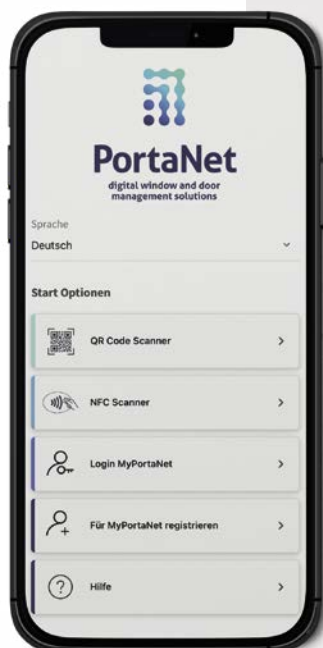 PortaNet
digital window and door
management solutions
Sprache
Deutsch
Start Optionen
QR Code Scanner
NFC Scanner
Login MyPortaNet
Für MyPortaNet registrieren
Hilfe